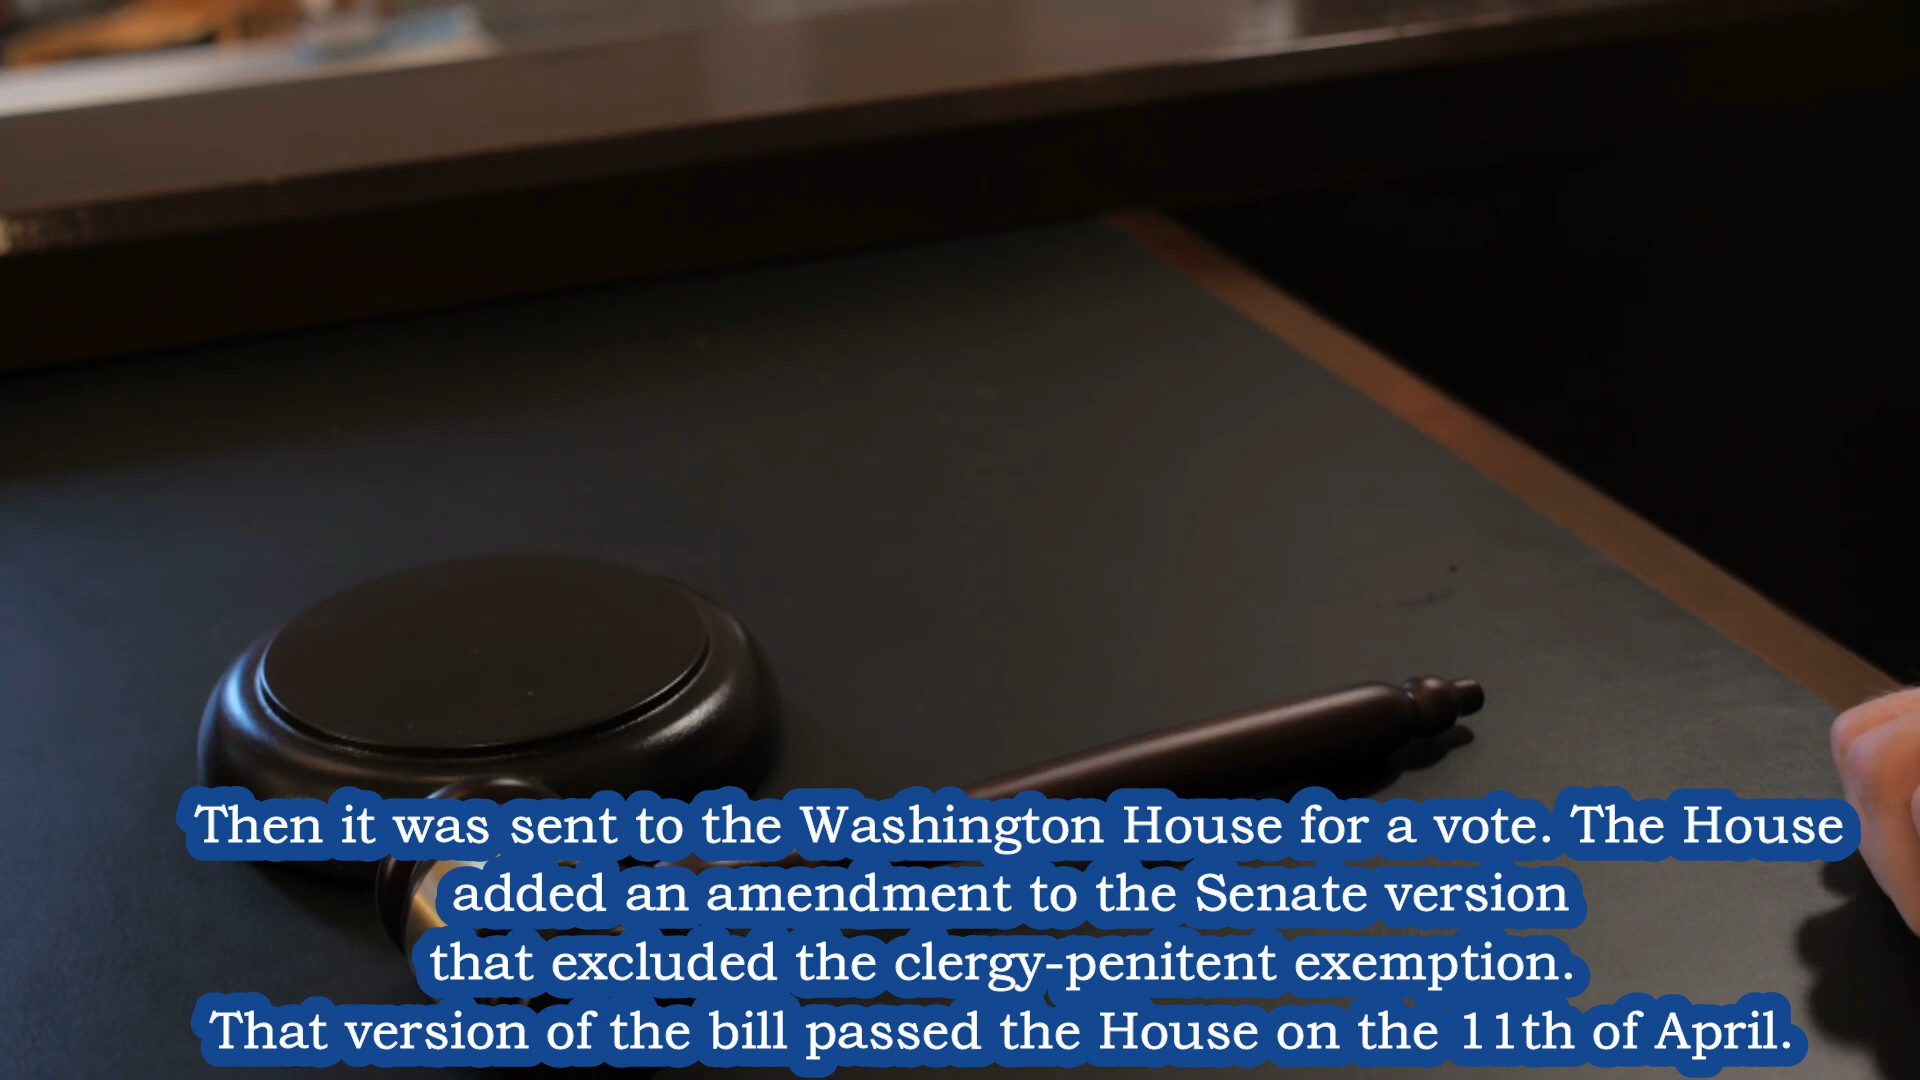 Then it was sent to the Washington House for a vote. The House
added an amendment to the Senate version
that excluded the clergy-penitent exemption.
That version of the bill passed the House on the 11th of April.